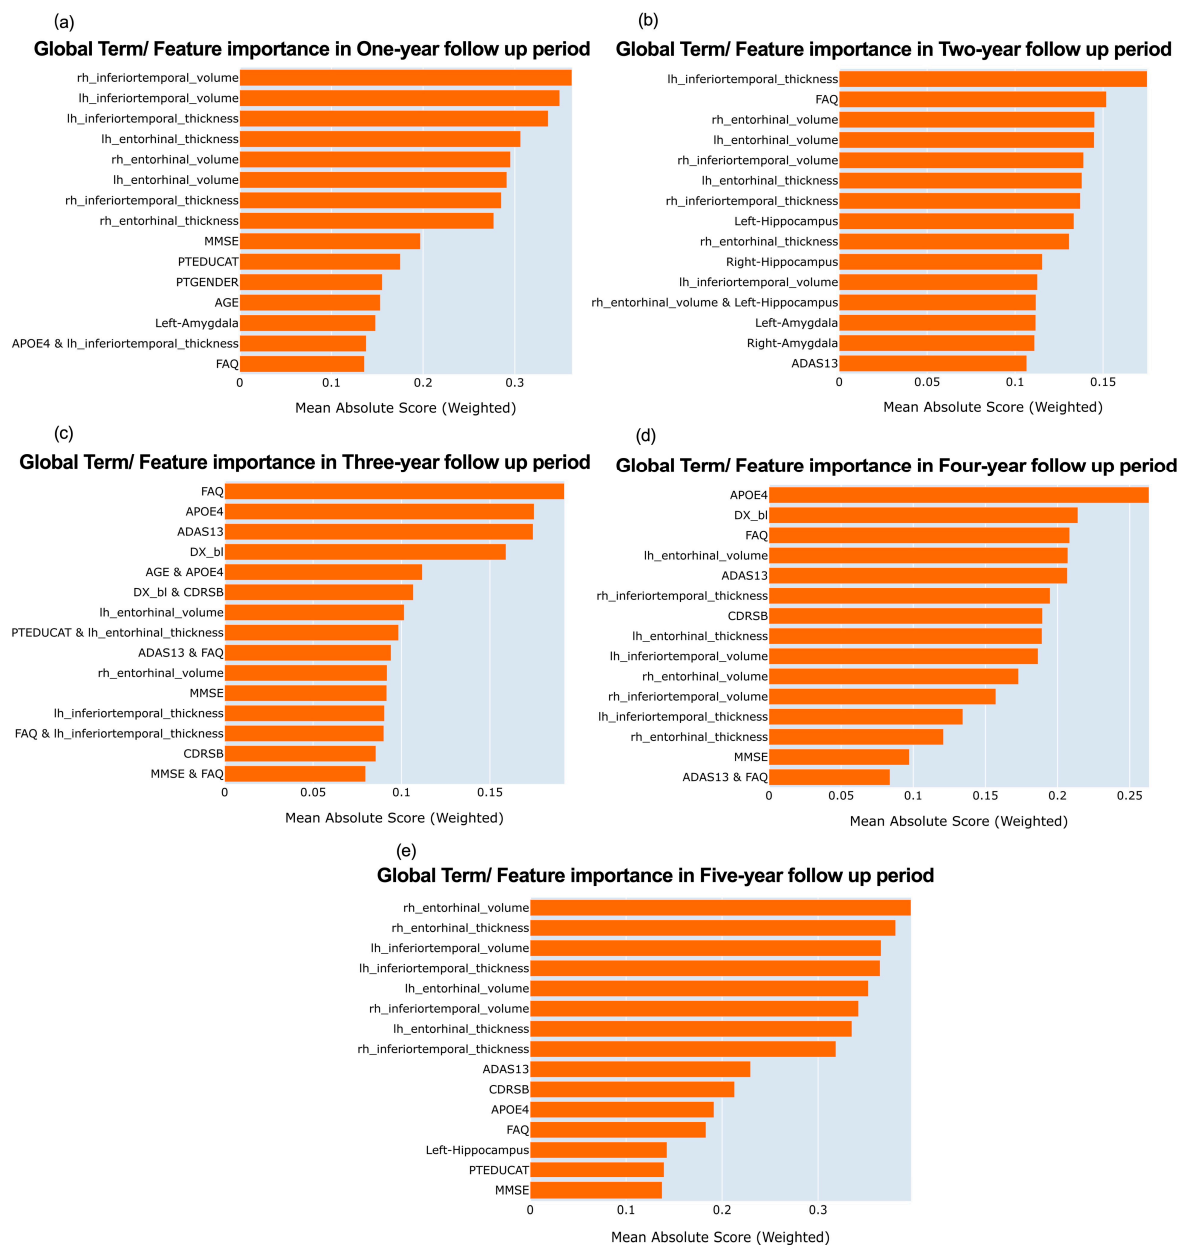 (a)
Global Term/ Feature importance in One-year follow up period
rh_inferiortemporal_volume
lh_inferiortemporal_volume
lh_inferiortemporal_thickness
lh_entorhinal_thickness
rh_entorhinal_volume
lh_entorhinal_volume
rh_inferiortemporal_thickness
rh_entorhinal_thickness
MMSE
PTEDUCAT
PTGENDER
AGE
Left-Amygdala
APOE4 & lh_inferiortemporal_thickness
FAQ
0 0.1 0.2 0.3
Mean Absolute Score (Weighted)
(b)
Global Term/ Feature importance in Two-year follow up period
lh_inferiortemporal_thickness
FAQ
rh_entorhinal_volume
lh_entorhinal_volume
rh_inferiortemporal_volume
lh_entorhinal_thickness
rh_inferiortemporal_thickness
Left-Hippocampus
rh_entorhinal_thickness
Right-Hippocampus
lh_inferiortemporal_volume
rh_entorhinal_volume & Left-Hippocampus
Left-Amygdala
Right-Amygdala
ADAS13
0 0.05 0.1 0.15
Mean Absolute Score (Weighted)
(c)
Global Term/ Feature importance in Three-year follow up period
FAQ
APOE4
ADAS13
DX_bl
AGE & APOE4
DX_bl & CDRSB
lh_entorhinal_volume
PTEDUCAT & lh_entorhinal_thickness
ADAS13 & FAQ
rh_entorhinal_volume
MMSE
lh_inferiortemporal_thickness
FAQ & lh_inferiortemporal_thickness
CDRSB
MMSE & FAQ
0 0.05 0.1 0.15
Mean Absolute Score (Weighted)
(d)
Global Term/ Feature importance in Four-year follow up period
APOE4
DX_bl
FAQ
lh_entorhinal_volume
ADAS13
rh_inferiortemporal_thickness
CDRSB
lh_entorhinal_thickness
lh_inferiortemporal_volume
rh_entorhinal_volume
rh_inferiortemporal_volume
lh_inferiortemporal_thickness
rh_entorhinal_thickness
MMSE
ADAS13 & FAQ
0 0.05 0.1 0.15 0.2 0.25
Mean Absolute Score (Weighted)
(e)
Global Term/ Feature importance in Five-year follow up period
rh_entorhinal_volume
rh_entorhinal_thickness
lh_inferiortemporal_volume
lh_inferiortemporal_thickness
lh_entorhinal_volume
rh_inferiortemporal_volume
lh_entorhinal_thickness
rh_inferiortemporal_thickness
ADAS13
CDRSB
APOE4
FAQ
Left-Hippocampus
PTEDUCAT
MMSE
0 0.1 0.2 0.3
Mean Absolute Score (Weighted)